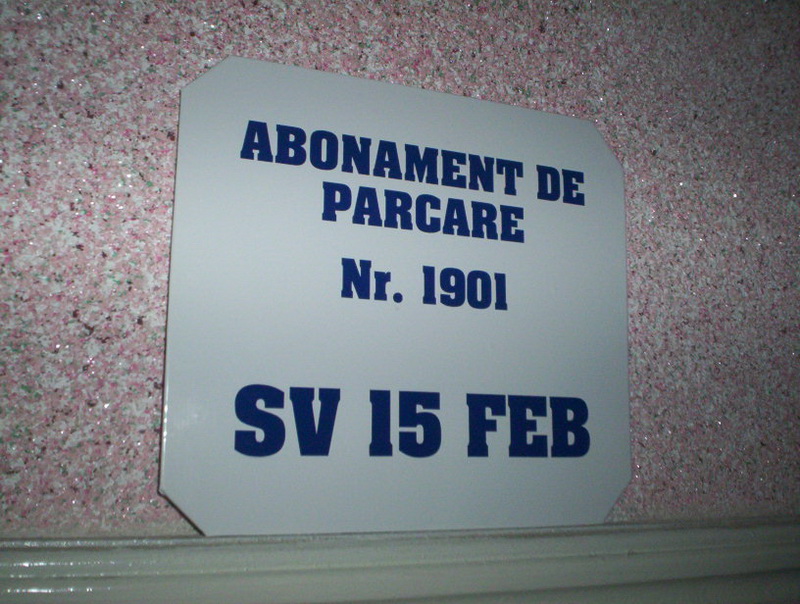 ABONAMENT DE
PARCARE
Nr. 1901
SV 15 FEB